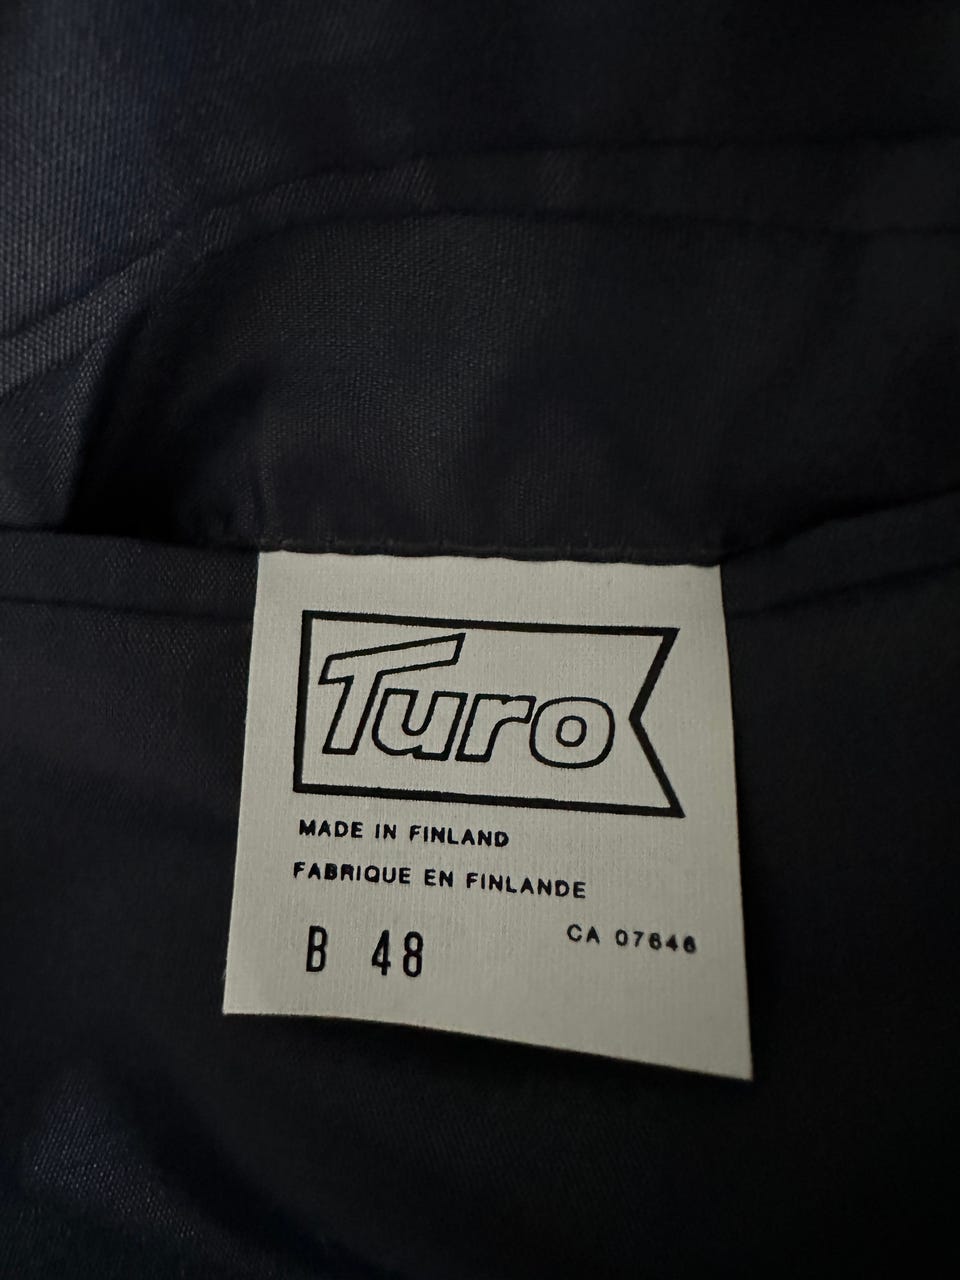 Turo
MADE IN FINLAND
FABRIQUE EN FINLANDE
B 48
CA 07646